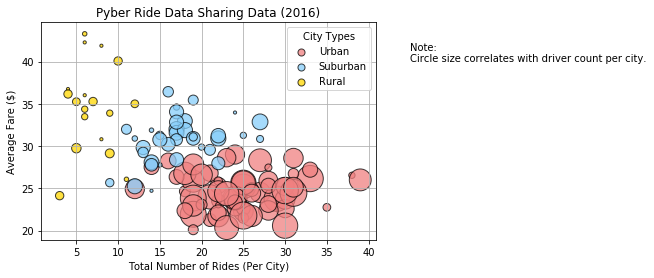 Pyber Ride Data Sharing Data (2016)
City Types
Urban
Suburban
Rural
Note:
Circle size correlates with driver count per city.
Average Fare ($)
40
35
30
25
20
5
10
15
20
25
30
35
40
Total Number of Rides (Per City)